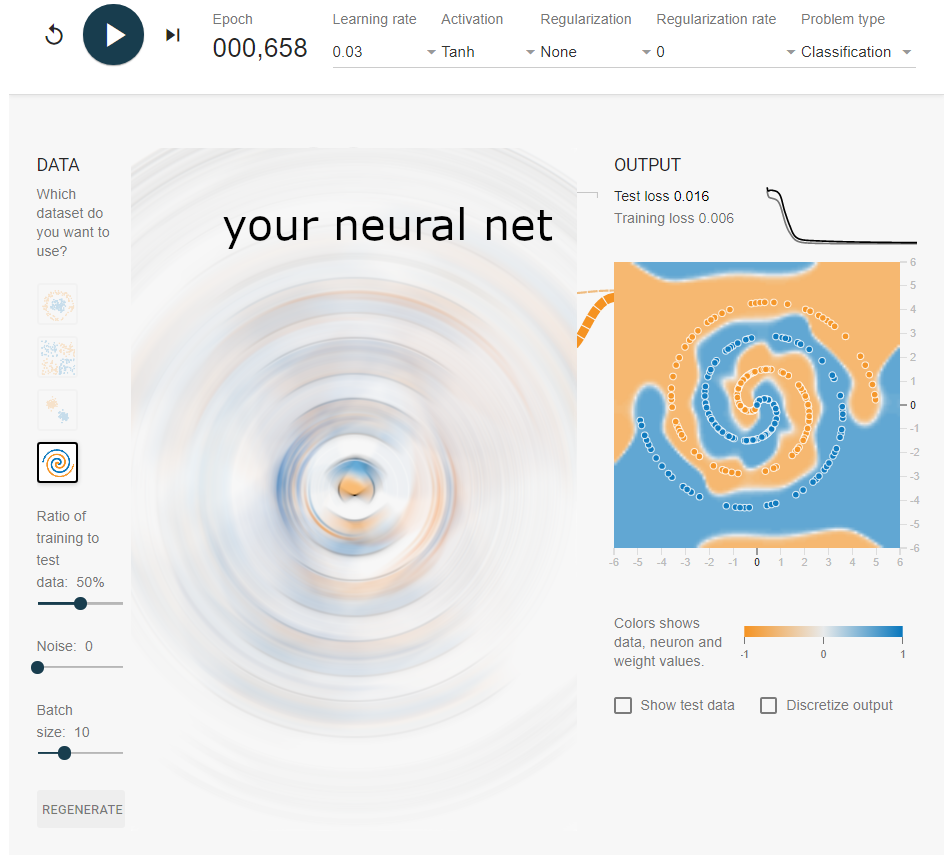 Epoch
000,658
Learning rate
0.03
Activation
Tanh
Regularization
None
Regularization rate
0
Problem type
Classification
DATA
Which
dataset do
you want to
use?
Ratio of
training to
test
data: 50%
Noise: 0
Batch
size: 10
REGENERATE
your neural net
OUTPUT
Test loss 0.016
Training loss 0.006
6
5
4
3
2
1
0
-1
-2
-3
-4
-5
-6
-6 -5 -4 -3 -2 -1 0 1 2 3 4 5 6
Colors shows
data, neuron and
weight values.
-1 0 1
Show test data
Discretize output